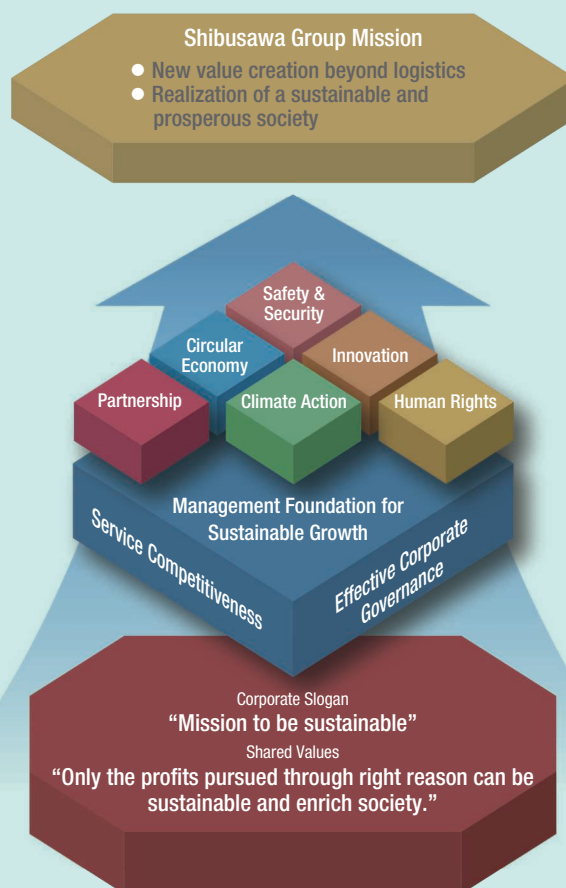 Shibusawa Group Mission
● New value creation beyond logistics
● Realization of a sustainable and
prosperous society
Safety &
Security
Circular
Economy
Innovation
Partnership
Climate Action
Human Rights
Management Foundation for
Sustainable Growth
Service Competitiveness
Effective Corporate
Governance
Corporate Slogan
“Mission to be sustainable”
Shared Values
“Only the profits pursued through right reason can be
sustainable and enrich society.”